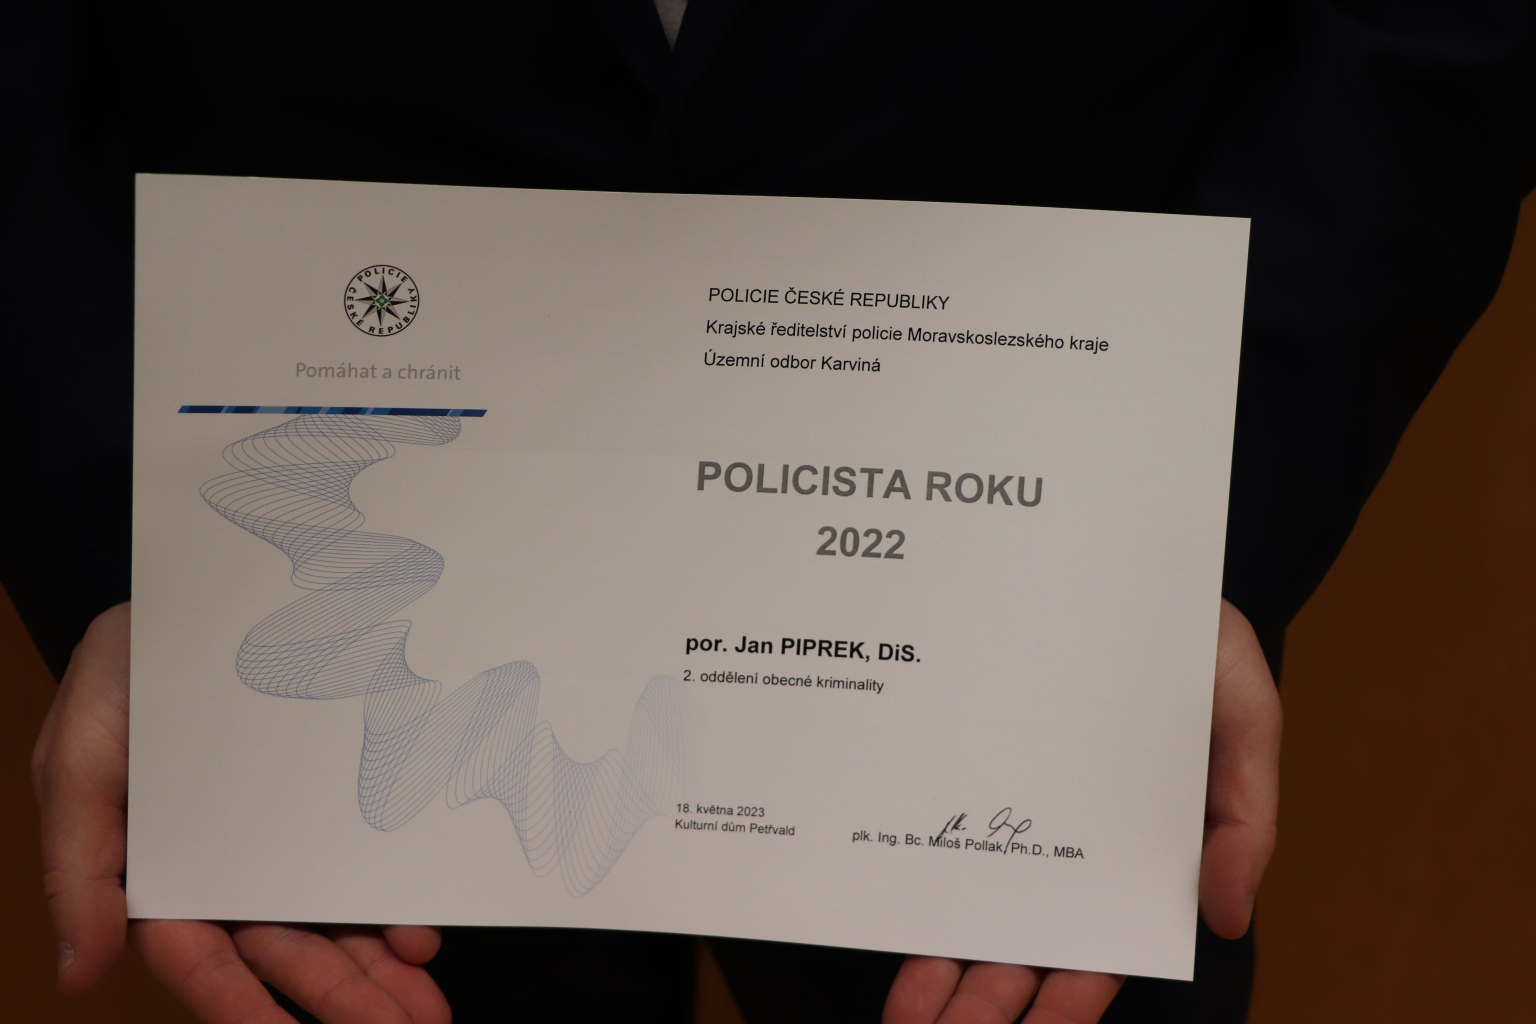 POLICIE ČESKÉ REPUBLIKY
Pomáhat a chránit
POLICIE ČESKÉ REPUBLIKY
Krajské ředitelství policie Moravskoslezského kraje
Územní odbor Karviná
POLICISTA ROKU
2022
por. Jan PIPREK, DiS.
2. oddělení obecné kriminality
18. května 2023
Kulturní dům Petřvald
plk. Ing. Bc. Miloš Pollak, Ph.D., MBA